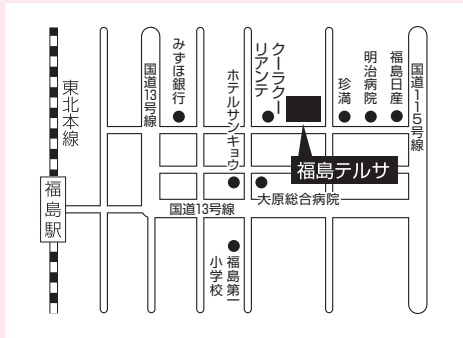 東北本線
福島駅
国道13号線
みずほ銀行
ホテルサンキョウ
クーラクー
リアンテ
福島テルサ
珍満
明治病院
福島日産
国道115号線
大原総合病院
国道13号線
福島第一
小学校